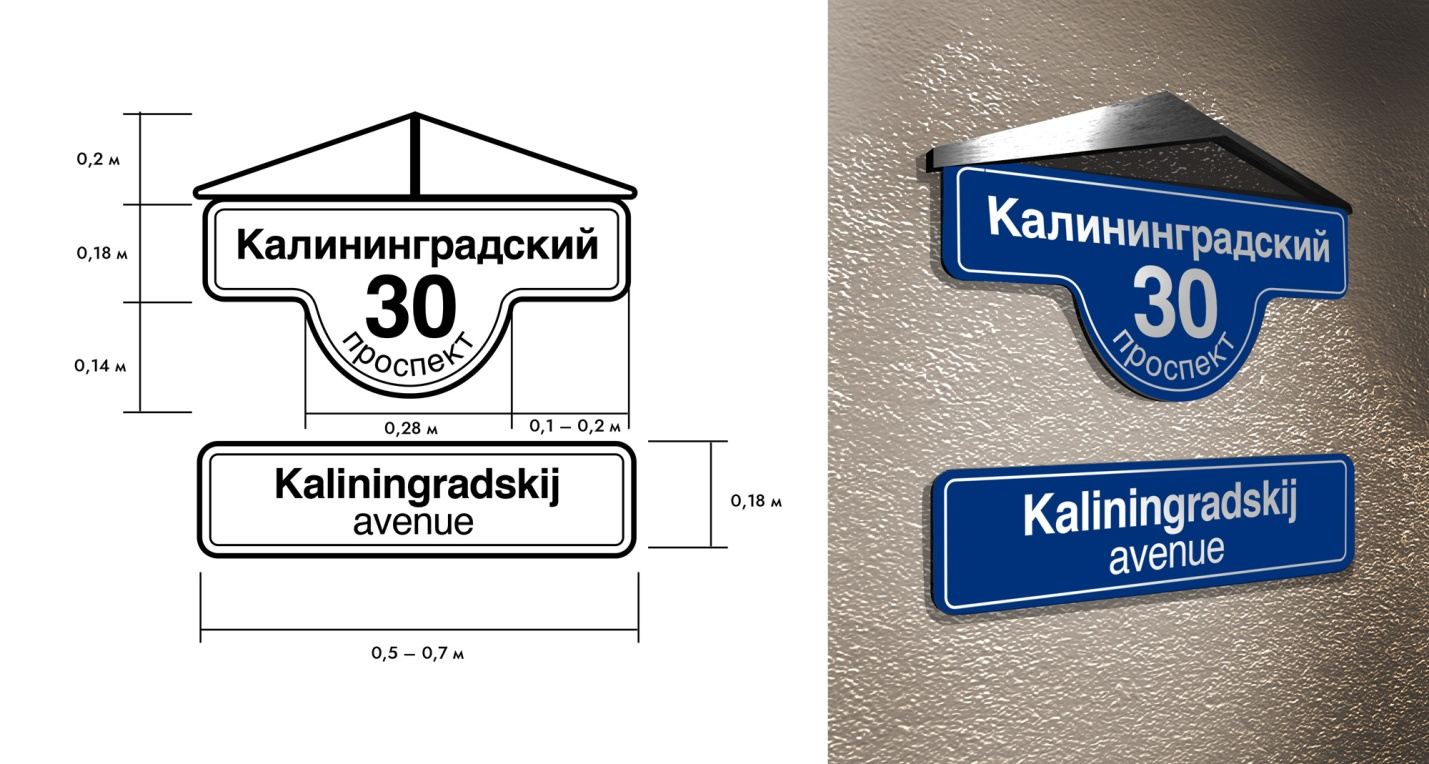 0,2 м
0,18 м
0,14 м
Калининградский
30
проспект
0,28 м
0,1 – 0,2 м
Kaliningradskij
avenue
0,18 м
0,5 – 0,7 м
Калининградский
30
проспект
Kaliningradskij
avenue